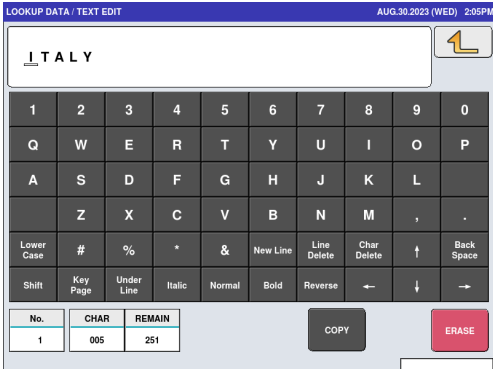 LOOKUP DATA / TEXT EDIT AUG.30.2023 (WED) 2:05PM
ITALY
1 2 3 4 5 6 7 8 9 0
Q W E R T Y U I O P
A S D F G H J K L
Z X C V B N M , .
Lower Case # % * & New Line Line Delete Char Delete ↑ Back Space
Shift Key Page Under Line Italic Normal Bold Reverse ← ↓ →
No. CHAR REMAIN
1 005 251
COPY ERASE